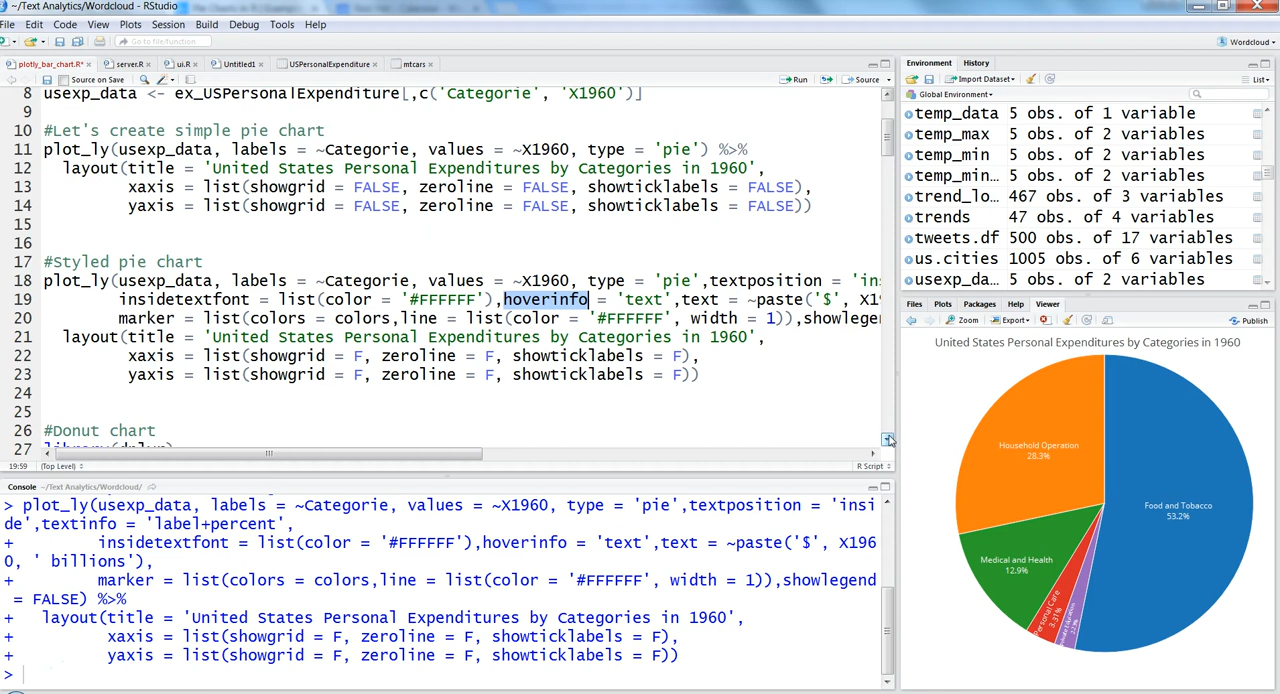 ~/Text Analytics/Wordcloud - RStudio
File Edit Code View Plots Session Build Debug Tools Help
Go to file/function
Wordcloud
plotly_bar_chart.R* server.R ui.R Untitled1 USPersonalExpenditure mtcars
Source on Save Run Source
8 usexp_data <- ex_USPersonalExpenditure[,c('Categorie', 'X1960')]
9
10 #Let's create simple pie chart
11 plot_ly(usexp_data, labels = ~Categorie, values = ~X1960, type = 'pie') %>%
12 layout(title = 'United States Personal Expenditures by Categories in 1960',
13 xaxis = list(showgrid = FALSE, zeroline = FALSE, showticklabels = FALSE),
14 yaxis = list(showgrid = FALSE, zeroline = FALSE, showticklabels = FALSE))
15
16
17 #Styled pie chart
18 plot_ly(usexp_data, labels = ~Categorie, values = ~X1960, type = 'pie',textposition = 'ins
19 insidetextfont = list(color = '#FFFFFF'),hoverinfo = 'text',text = ~paste('$', X19
20 marker = list(colors = colors,line = list(color = '#FFFFFF', width = 1)),showlegen
21 layout(title = 'United States Personal Expenditures by Categories in 1960',
22 xaxis = list(showgrid = F, zeroline = F, showticklabels = F),
23 yaxis = list(showgrid = F, zeroline = F, showticklabels = F))
24
25
26 #Donut chart
27 library(dplyr)
19:59 (Top Level) R Script
Console ~/Text Analytics/Wordcloud/
> plot_ly(usexp_data, labels = ~Categorie, values = ~X1960, type = 'pie',textposition = 'insi
de',textinfo = 'label+percent',
+ insidetextfont = list(color = '#FFFFFF'),hoverinfo = 'text',text = ~paste('$', X196
0, ' billions'),
+ marker = list(colors = colors,line = list(color = '#FFFFFF', width = 1)),showlegend
= FALSE) %>%
+ layout(title = 'United States Personal Expenditures by Categories in 1960',
+ xaxis = list(showgrid = F, zeroline = F, showticklabels = F),
+ yaxis = list(showgrid = F, zeroline = F, showticklabels = F))
>
Environment History
Import Dataset List
Global Environment
temp_data 5 obs. of 1 variable
temp_max 5 obs. of 2 variables
temp_min 5 obs. of 2 variables
temp_min… 5 obs. of 2 variables
trend_lo… 467 obs. of 3 variables
trends 47 obs. of 4 variables
tweets.df 500 obs. of 17 variables
us.cities 1005 obs. of 6 variables
usexp_da… 5 obs. of 2 variables
Files Plots Packages Help Viewer
Zoom Export Publish
United States Personal Expenditures by Categories in 1960
Household Operation
28.3%
Food and Tobacco
53.2%
Medical and Health
12.9%
Personal Care
3.31%